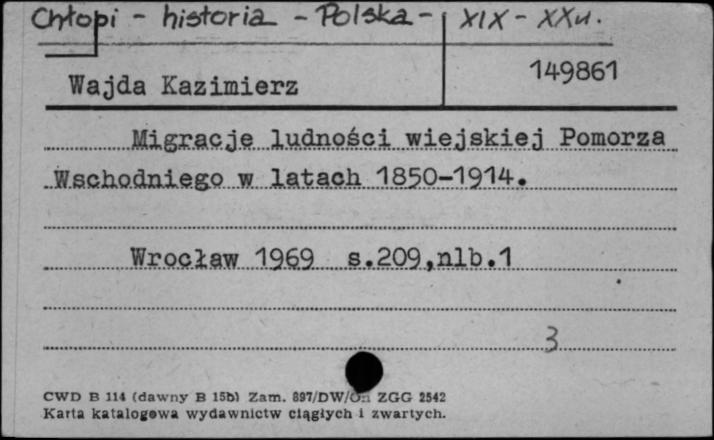 Chłopi - historia - Polska - XIX - XXw.
149861
Wajda Kazimierz
Migracje ludności wiejskiej Pomorza
Wschodniego w latach 1850-1914.
Wrocław 1969 s.209,nlb.1
3
CWD B 114 (dawny B 15b) Zam. 897/DW/On ZGG 2542
Karta katalogowa wydawnictw ciągłych i zwartych.